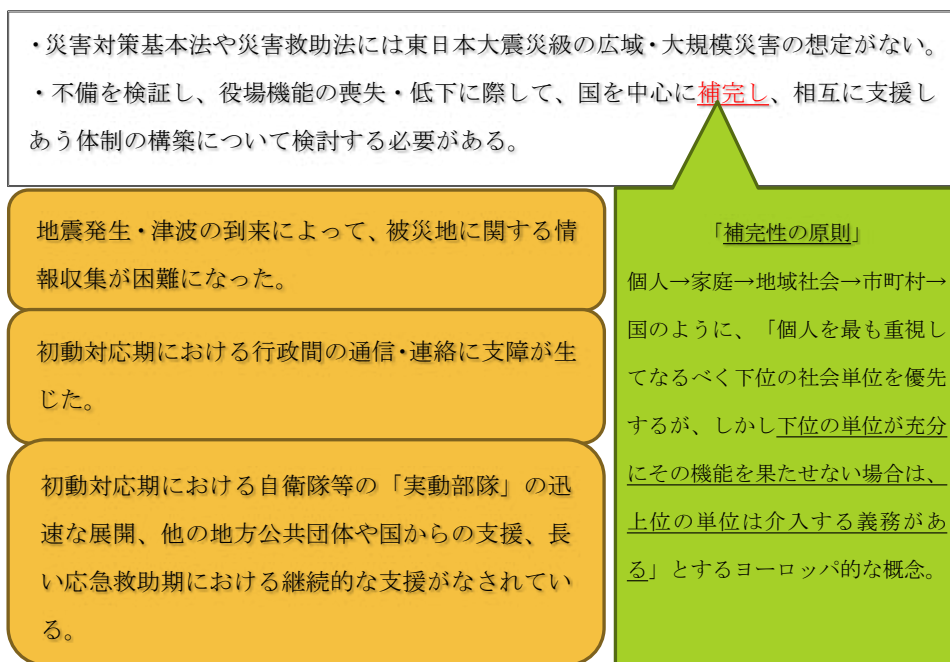 ・災害対策基本法や災害救助法には東日本大震災級の広域・大規模災害の想定がない。
・不備を検証し、役場機能の喪失・低下に際して、国を中心に補完し、相互に支援し
あう体制の構築について検討する必要がある。
地震発生・津波の到来によって、被災地に関する情
報収集が困難になった。
初動対応期における行政間の通信・連絡に支障が生
じた。
初動対応期における自衛隊等の「実動部隊」の迅
速な展開、他の地方公共団体や国からの支援、長
い応急救助期における継続的な支援がなされてい
る。
「補完性の原則」
個人→家庭→地域社会→市町村→
国のように、「個人を最も重視し
てなるべく下位の社会単位を優先
するが、しかし下位の単位が充分
にその機能を果たせない場合は、
上位の単位は介入する義務があ
る」とするヨーロッパ的な概念。